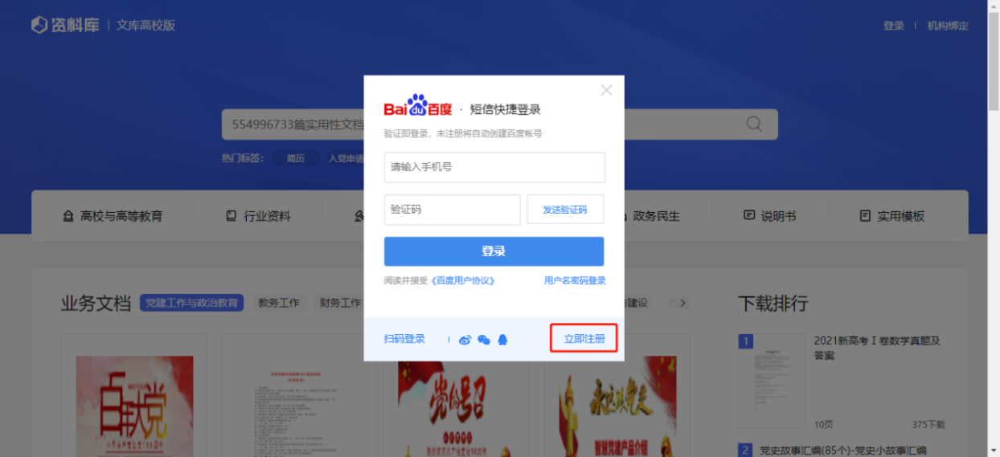 资料库 | 文库高校版
登录 | 机构绑定
Bai du 百度 · 短信快捷登录
554996733篇实用性文档
验证即登录，未注册将自动创建百度帐号
热门标签：
简历
入党申请
请输入手机号
验证码
发送验证码
高校与高等教育
行业资料
政务民生
说明书
实用模板
登录
阅读并接受《百度用户协议》
用户名密码登录
业务文档
党建工作与政治教育
教务工作
财务工作
建设
下载排行
扫码登录
立即注册
1
2021新高考Ⅰ卷数学真题及
答案
10页
375下载
百年大党
党的号召
永远跟党走
智慧党建产品介绍
2 党史故事汇编(85个)-党史小故事汇编